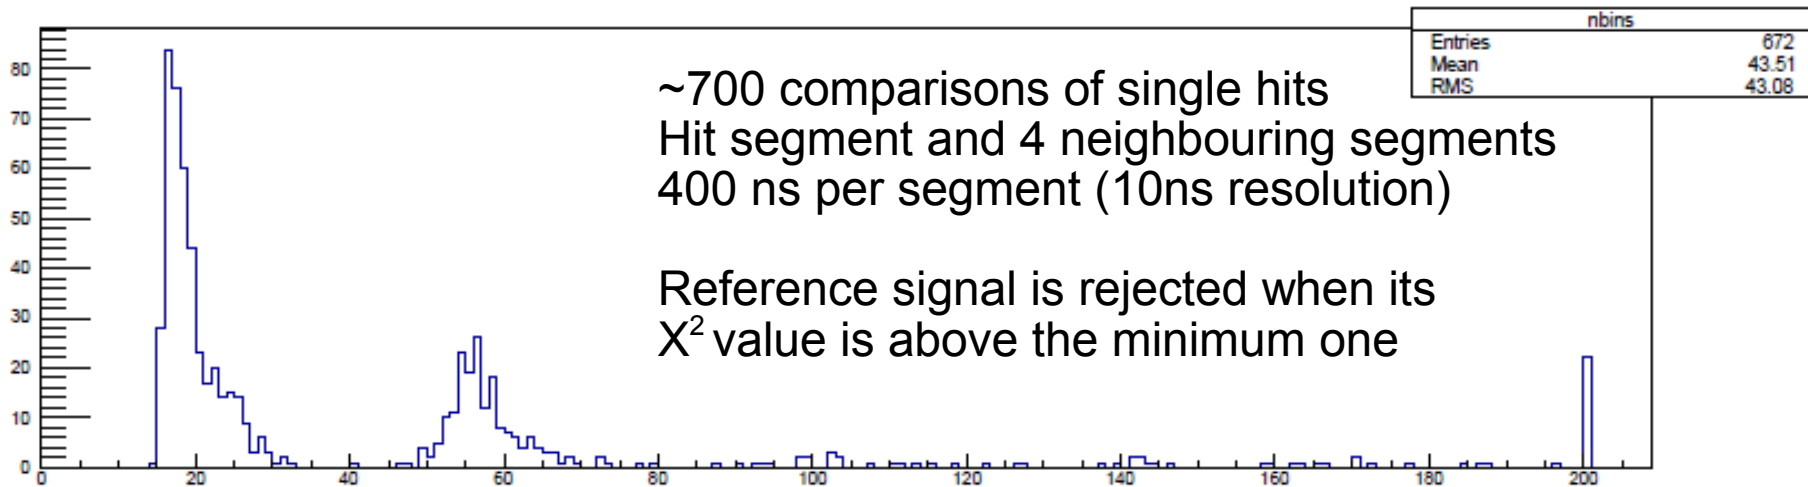 nbins
Entries 672
Mean 43.51
RMS 43.08
~700 comparisons of single hits
Hit segment and 4 neighbouring segments
400 ns per segment (10ns resolution)
Reference signal is rejected when its
X² value is above the minimum one
80
70
60
50
40
30
20
10
0
0 20 40 60 80 100 120 140 160 180 200